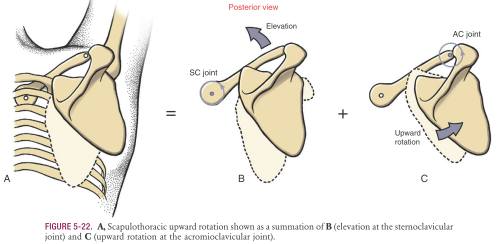 Posterior view
Elevation
AC joint
SC joint
=
+
Upward
rotation
A
B
C
FIGURE 5-22. A, Scapulothoracic upward rotation shown as a summation of B (elevation at the sternoclavicular
joint) and C (upward rotation at the acromioclavicular joint).